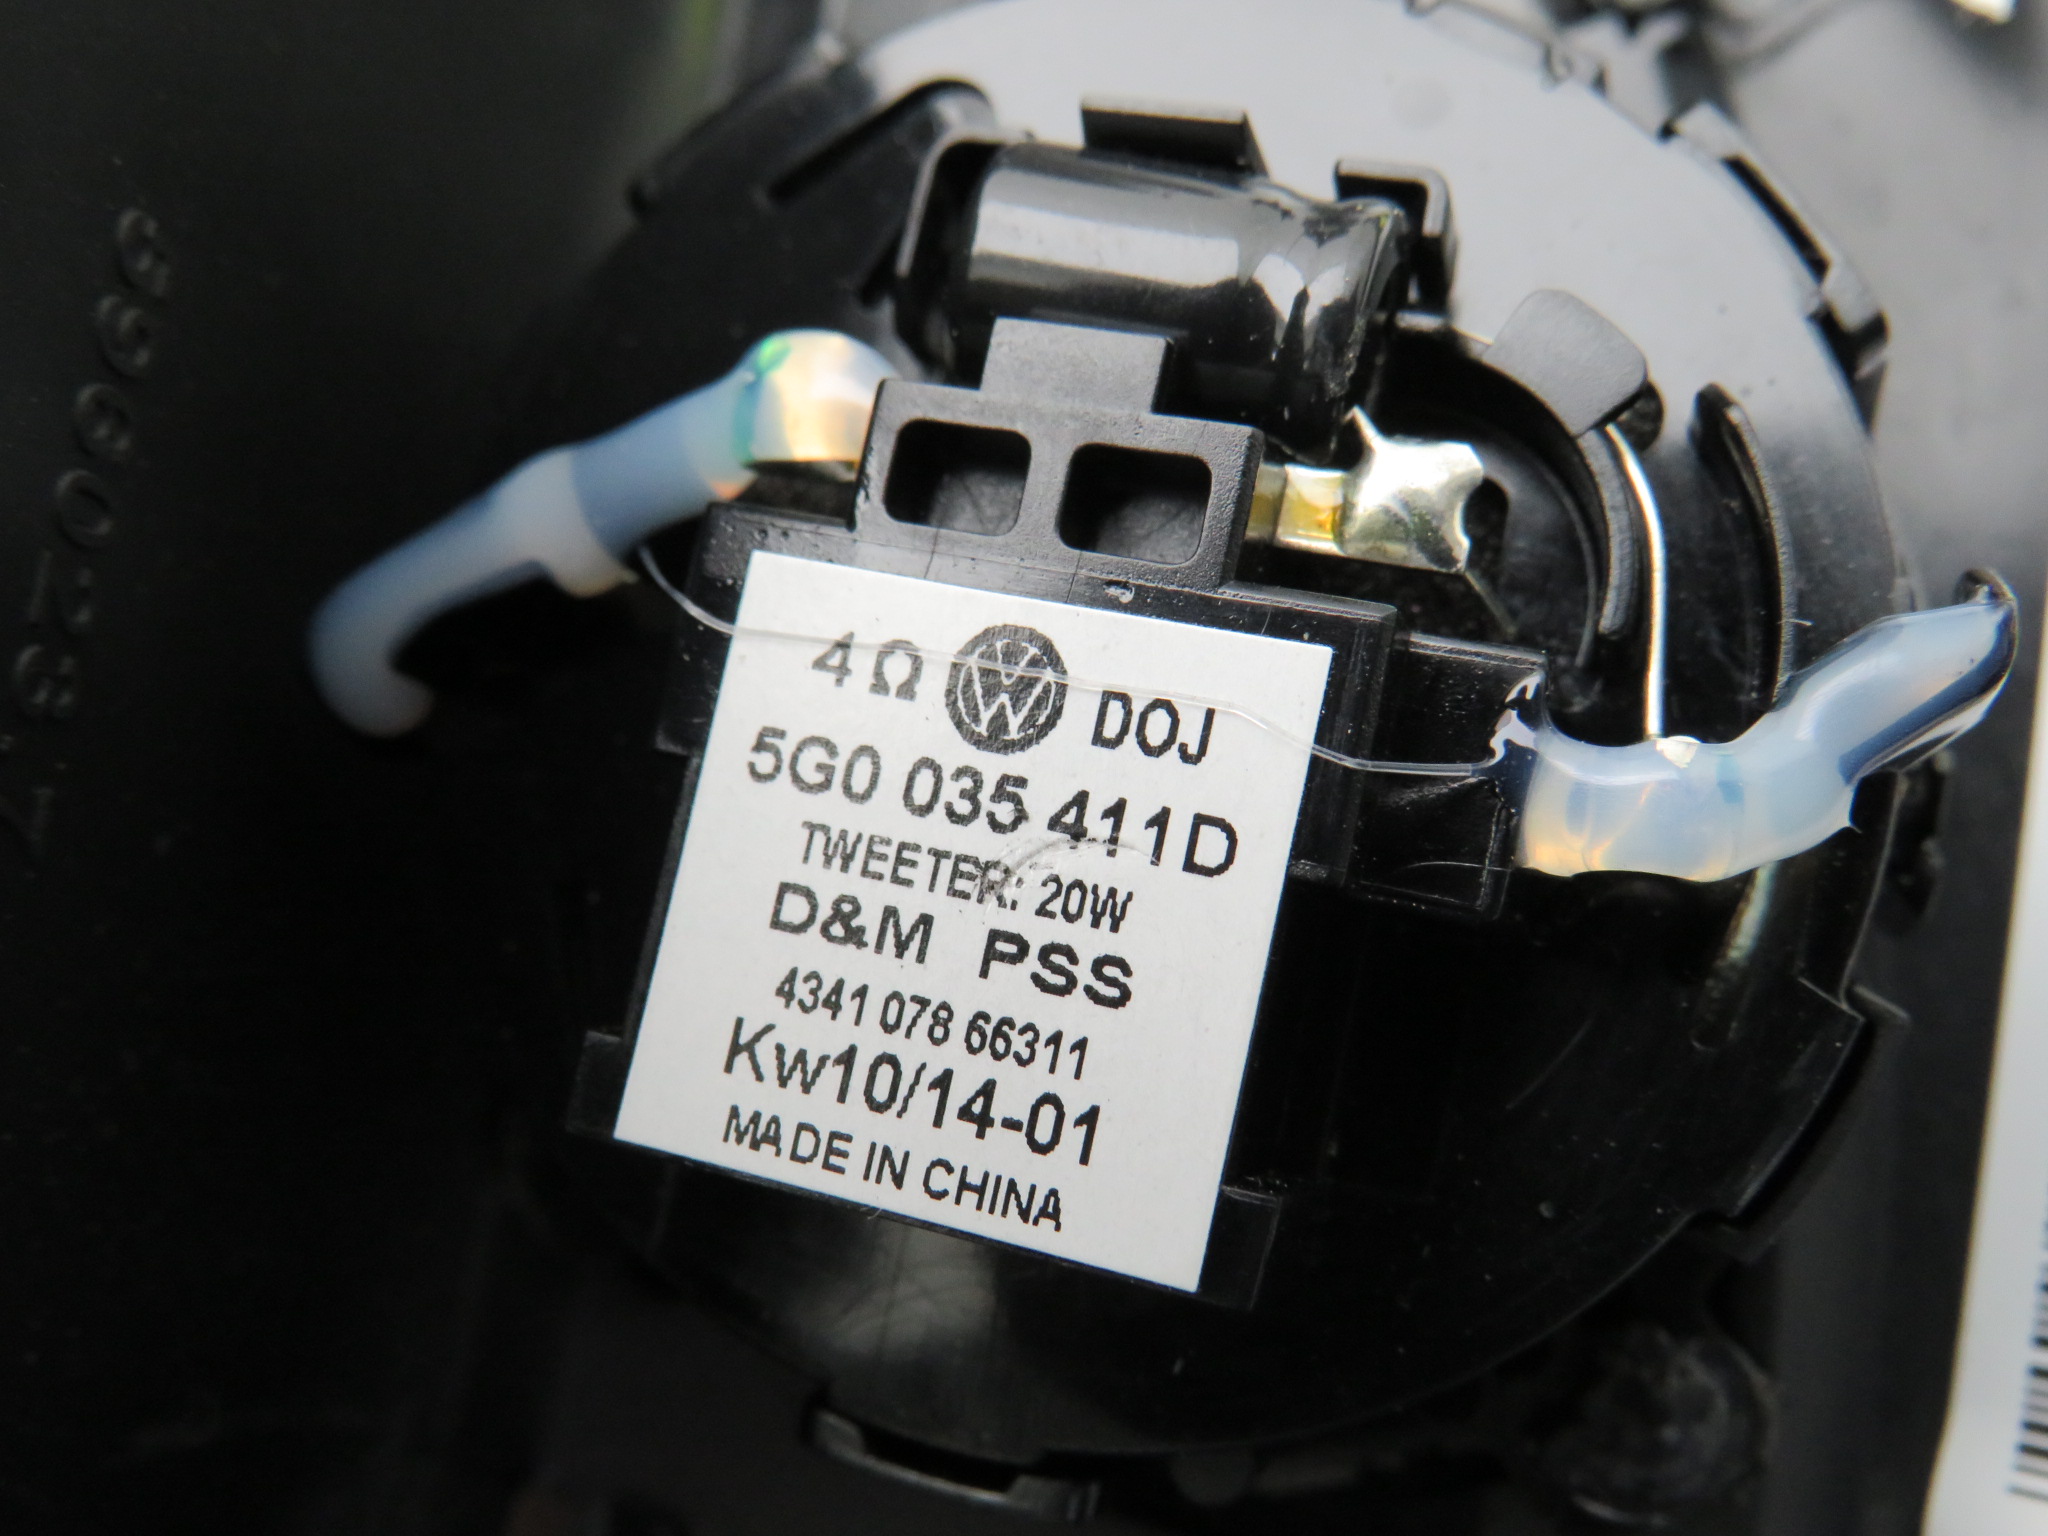 4 Ω DOJ
5G0 035 411D
TWEETER: 20W
D&M PSS
4341 078 66311
Kw10/14-01
MADE IN CHINA